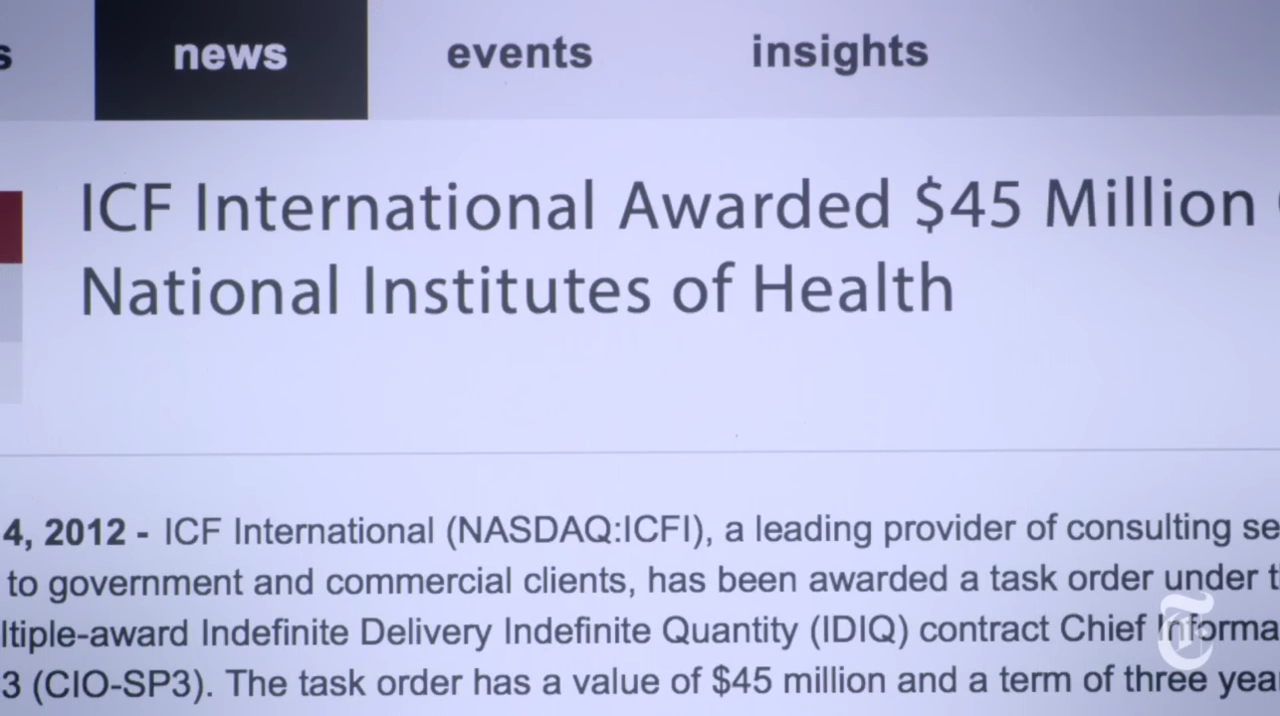 news events insights
ICF International Awarded $45 Million
National Institutes of Health
4, 2012 - ICF International (NASDAQ:ICFI), a leading provider of consulting se
to government and commercial clients, has been awarded a task order under t
ltiple-award Indefinite Delivery Indefinite Quantity (IDIQ) contract Chief Informa
3 (CIO-SP3). The task order has a value of $45 million and a term of three yea